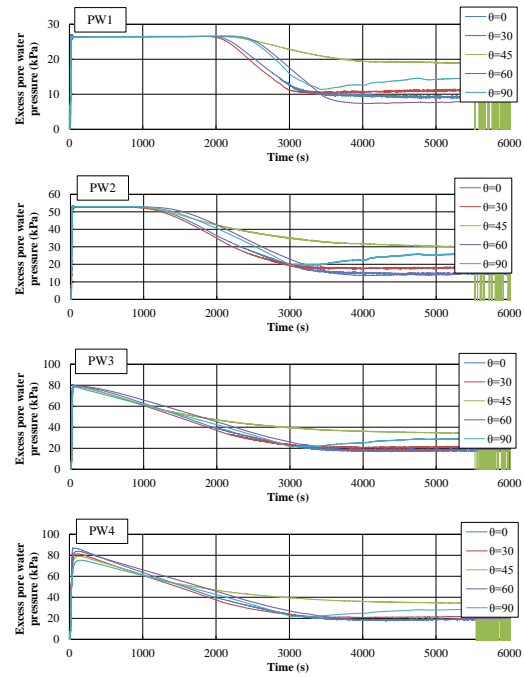 PW1
Excess pore water
pressure (kPa)
30
20
10
0
0 1000 2000 3000 4000 5000 6000
Time (s)
θ=0
θ=30
θ=45
θ=60
θ=90
PW2
Excess pore water
pressure (kPa)
60
50
40
30
20
10
0
0 1000 2000 3000 4000 5000 6000
Time (s)
θ=0
θ=30
θ=45
θ=60
θ=90
PW3
Excess pore water
pressure (kPa)
100
80
60
40
20
0
0 1000 2000 3000 4000 5000 6000
Time (s)
θ=0
θ=30
θ=45
θ=60
θ=90
PW4
Excess pore water
pressure (kPa)
100
80
60
40
20
0
0 1000 2000 3000 4000 5000 6000
Time (s)
θ=0
θ=30
θ=45
θ=60
θ=90